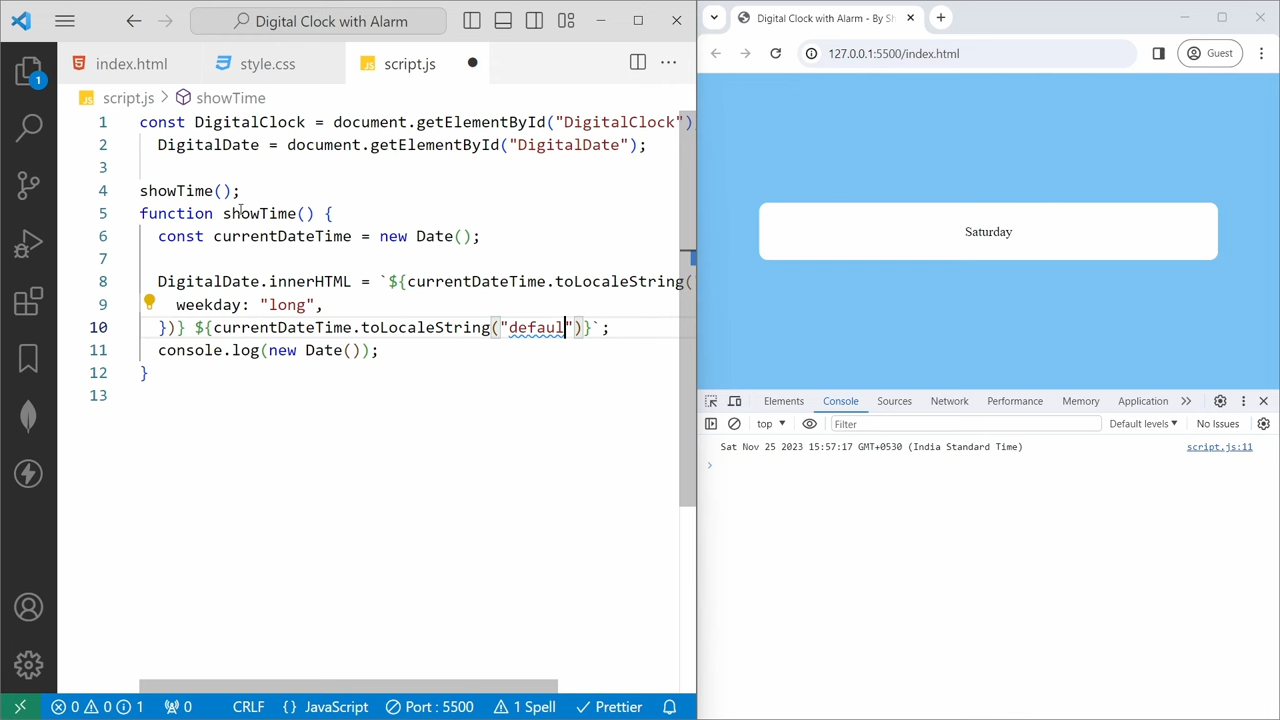 Digital Clock with Alarm
index.html
style.css
script.js
script.js > showTime
1 const DigitalClock = document.getElementById("DigitalClock")
2 DigitalDate = document.getElementById("DigitalDate");
3
4 showTime();
5 function showTime() {
6 const currentDateTime = new Date();
7
8 DigitalDate.innerHTML = `${currentDateTime.toLocaleString(
9 weekday: "long",
10 })} ${currentDateTime.toLocaleString("defaul")}`;
11 console.log(new Date());
12 }
13
1
0 0 1 0 CRLF {} JavaScript Port : 5500 1 Spell Prettier
Digital Clock with Alarm - By Sh
127.0.0.1:5500/index.html
Guest
Saturday
Elements Console Sources Network Performance Memory Application
top Filter Default levels No Issues
Sat Nov 25 2023 15:57:17 GMT+0530 (India Standard Time) script.js:11